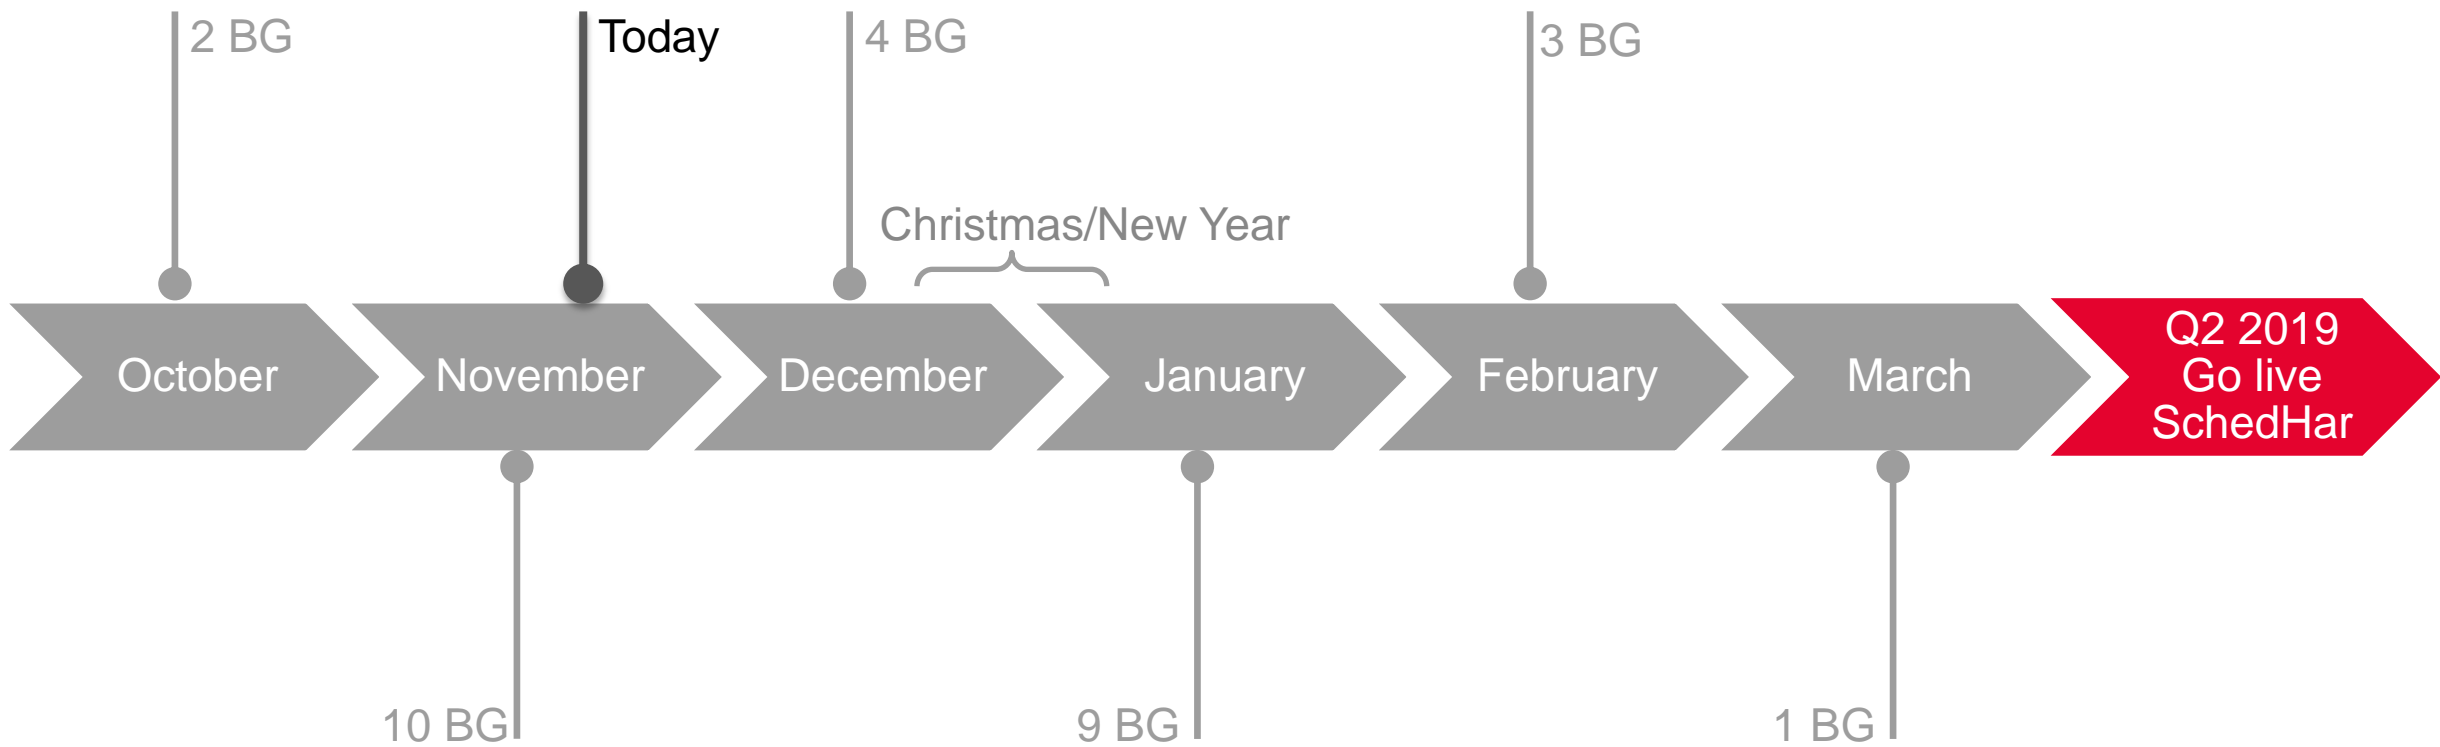 2 BG
Today
4 BG
3 BG
Christmas/New Year
October
November
December
January
February
March
Q2 2019
Go live
SchedHar
10 BG
9 BG
1 BG